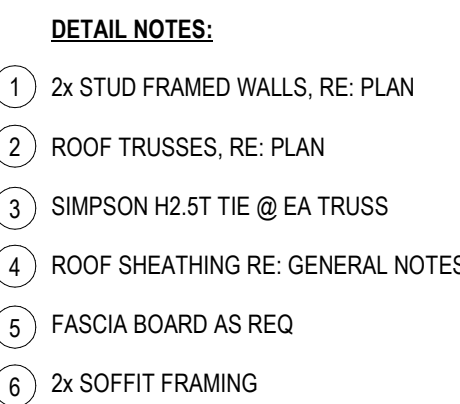 DETAIL NOTES:
1 2x STUD FRAMED WALLS, RE: PLAN
2 ROOF TRUSSES, RE: PLAN
3 SIMPSON H2.5T TIE @ EA TRUSS
4 ROOF SHEATHING RE: GENERAL NOTES
5 FASCIA BOARD AS REQ
6 2x SOFFIT FRAMING